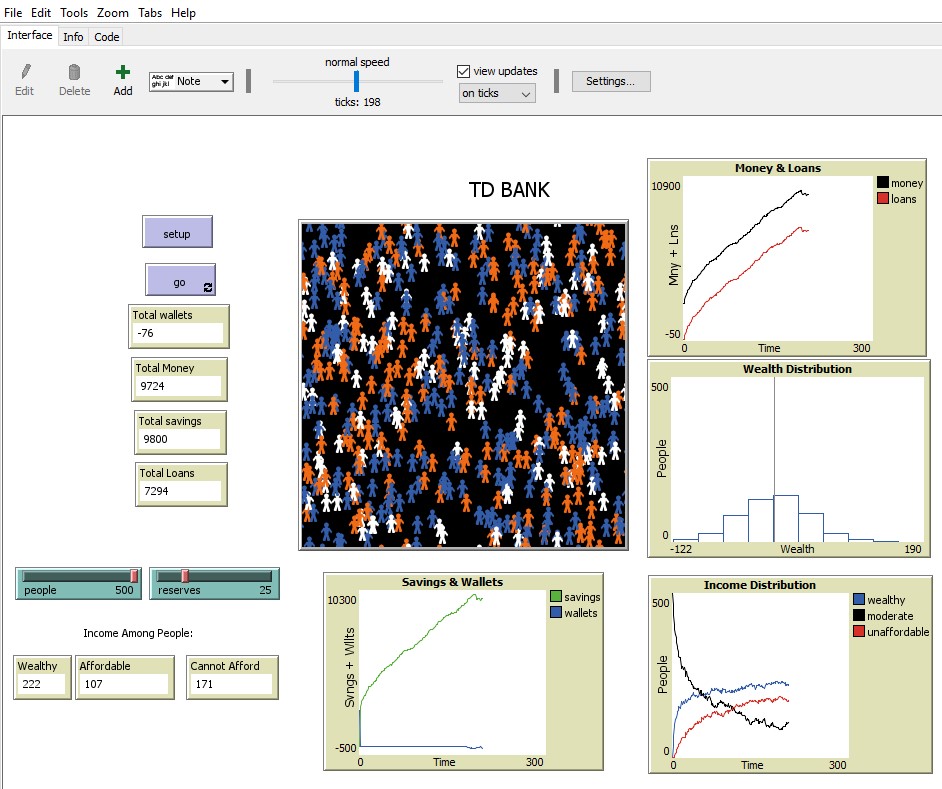 File Edit Tools Zoom Tabs Help
Interface Info Code
Edit Delete Add
Abc def
ghi jkl
Note
normal speed
ticks: 198
view updates
on ticks
Settings...
TD BANK
setup
go
Total wallets
-76
Total Money
9724
Total savings
9800
Total Loans
7294
people 500
reserves 25
Income Among People:
Wealthy
222
Affordable
107
Cannot Afford
171
Money & Loans
10900
Mny + Lns
-50
0 Time 300
money
loans
Wealth Distribution
500
People
0
-122 Wealth 190
Savings & Wallets
10300
Svngs + Wllts
-500
0 Time 300
savings
wallets
Income Distribution
500
People
0
0 Time 300
wealthy
moderate
unaffordable